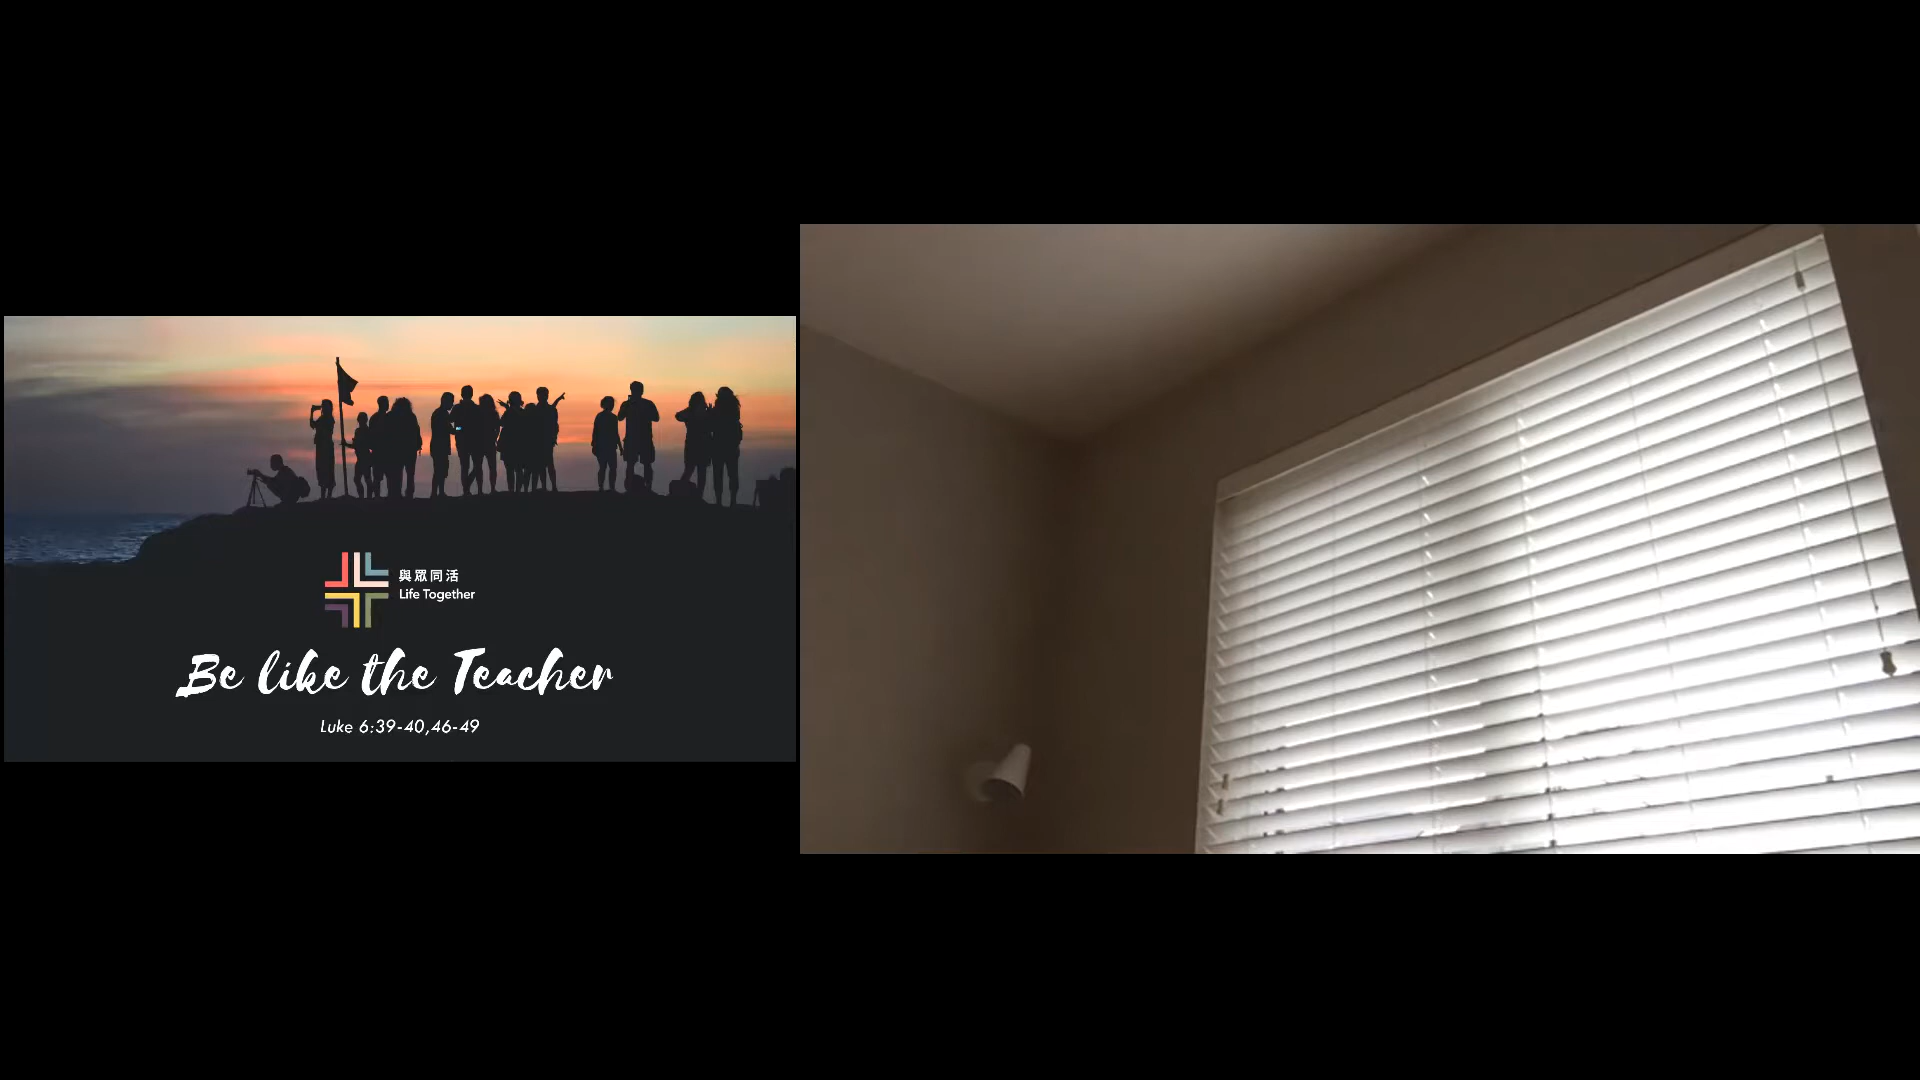 與眾同活
Life Together
Be like the Teacher
Luke 6:39-40,46-49